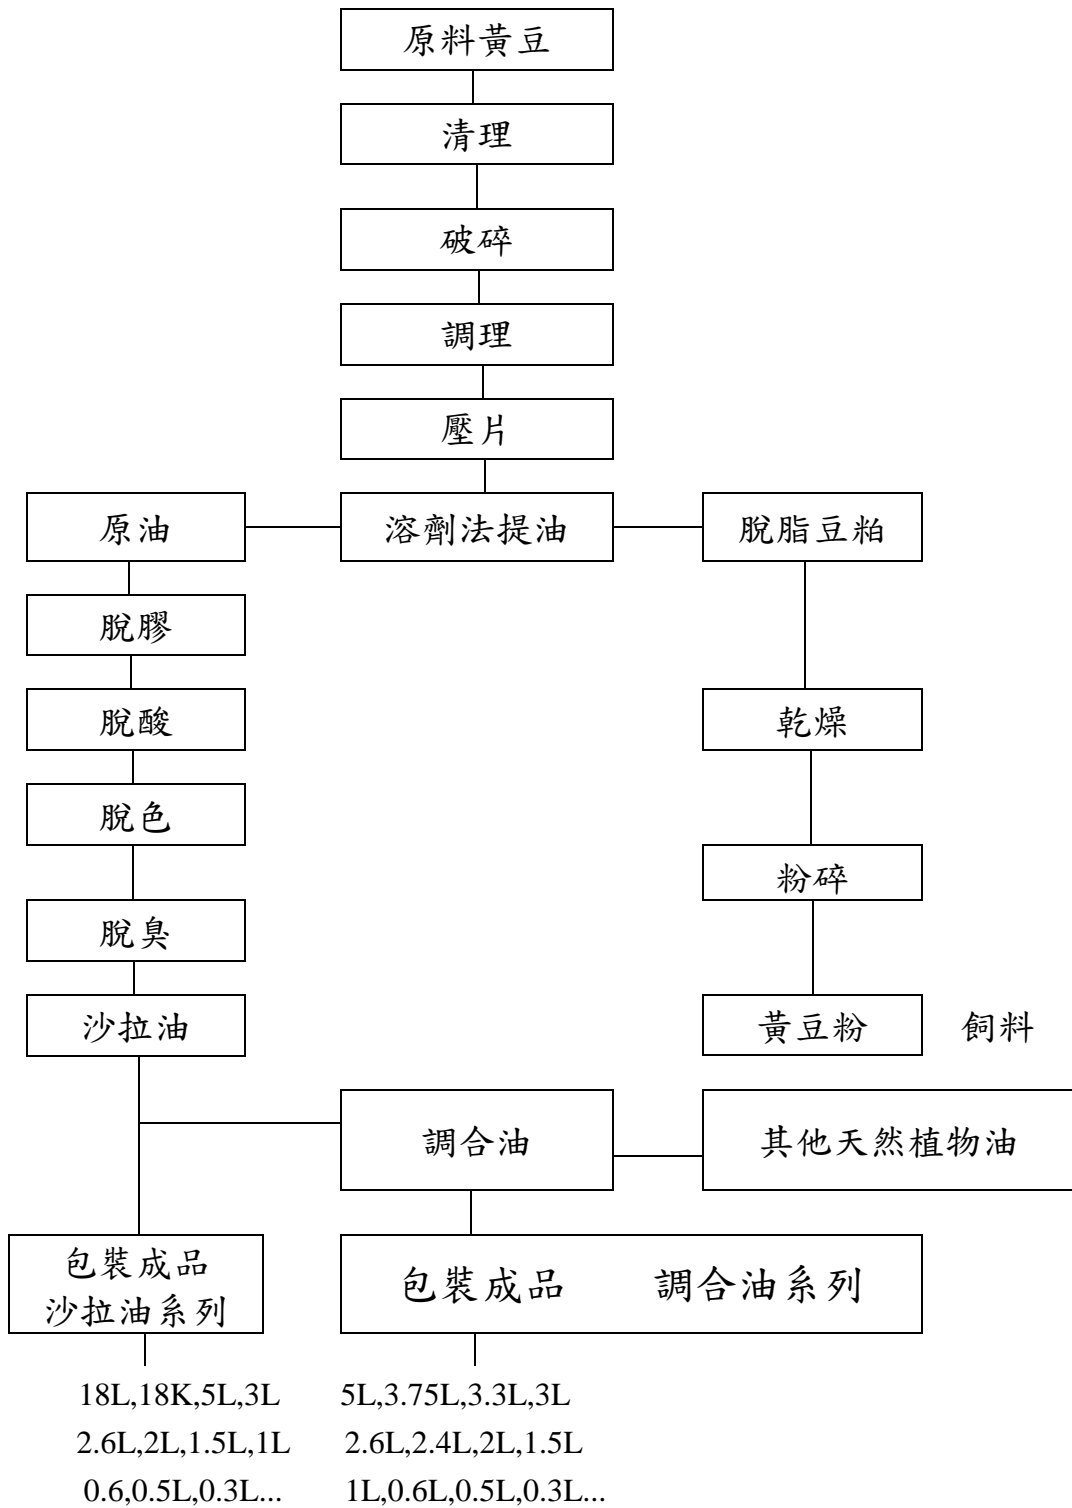 原料黃豆
清理
破碎
調理
壓片
原油
溶劑法提油
脫脂豆粕
脫膠
脫酸
乾燥
脫色
粉碎
脫臭
沙拉油
黃豆粉
飼料
調合油
其他天然植物油
包裝成品
沙拉油系列
包裝成品 調合油系列
18L,18K,5L,3L
2.6L,2L,1.5L,1L
0.6,0.5L,0.3L...
5L,3.75L,3.3L,3L
2.6L,2.4L,2L,1.5L
1L,0.6L,0.5L,0.3L...